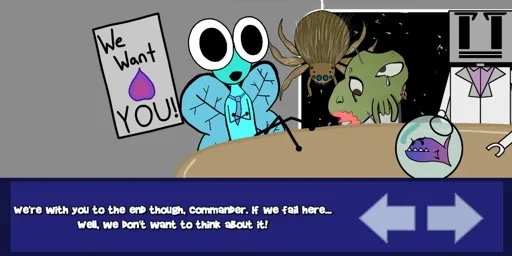 We
Want
YOU!
We're with you to the end though, Commander. If we fail here...
Well, we don't want to think about it!